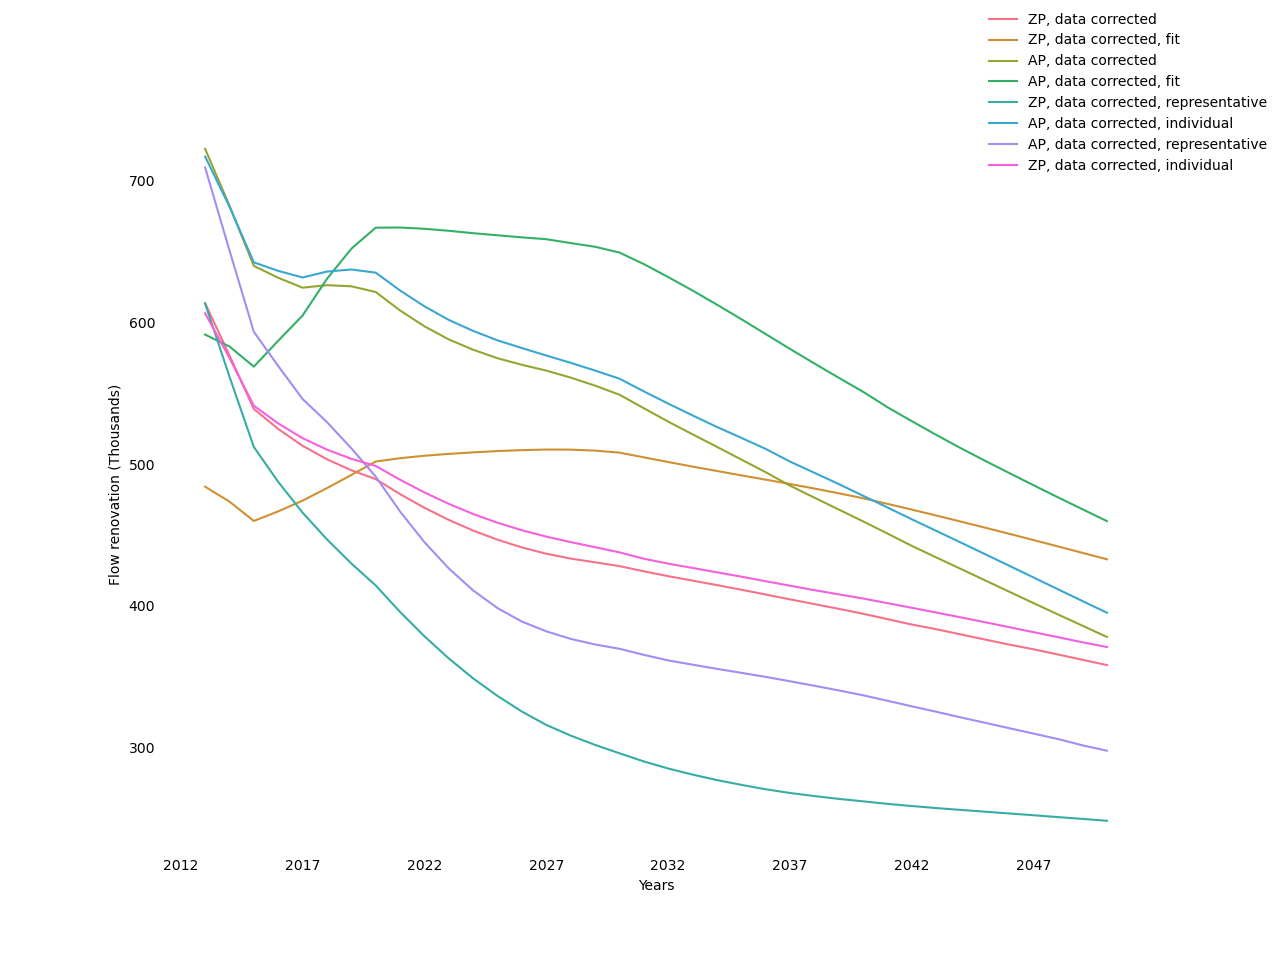 ZP, data corrected
ZP, data corrected, fit
AP, data corrected
AP, data corrected, fit
ZP, data corrected, representative
AP, data corrected, individual
AP, data corrected, representative
ZP, data corrected, individual
700
600
500
400
300
Flow renovation (Thousands)
2012 2017 2022 2027 2032 2037 2042 2047
Years